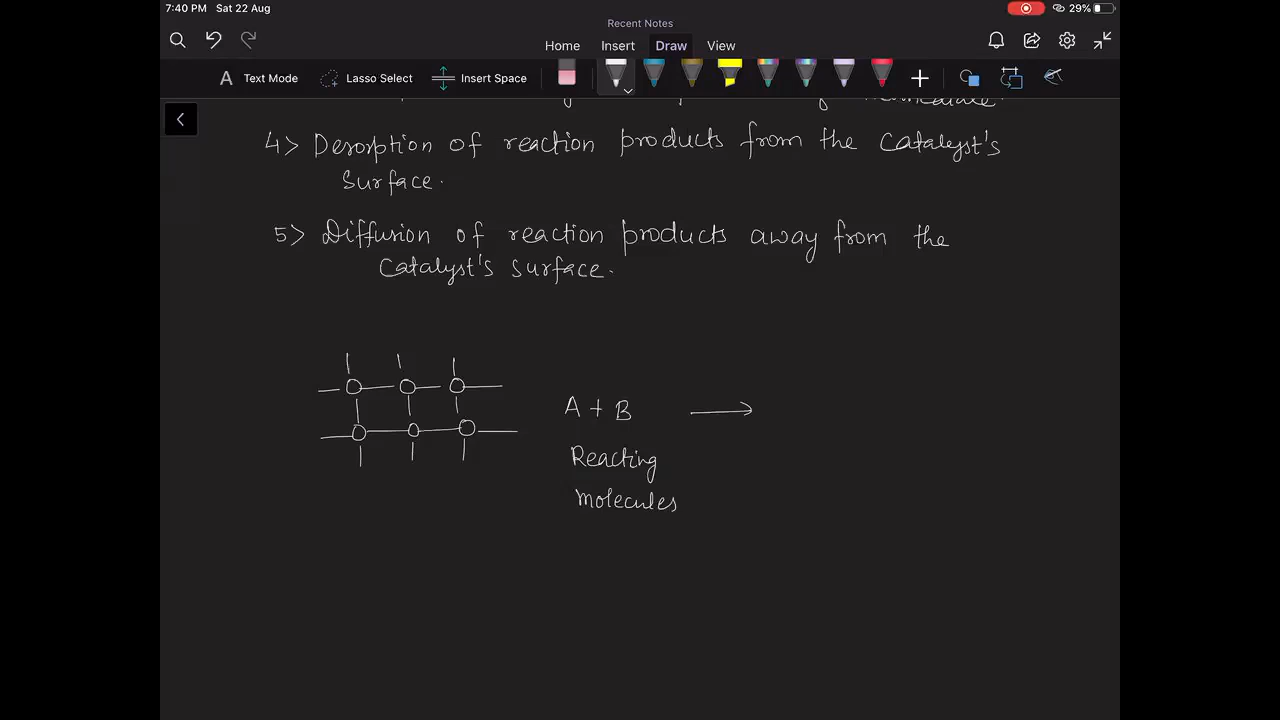 7:40 PM Sat 22 Aug
29%
Recent Notes
Home Insert Draw View
Text Mode Lasso Select Insert Space
4> Desorption of reaction products from the Catalyst's
Surface.
5> Diffusion of reaction products away from the
Catalyst's surface.
A + B →
Reacting
molecules